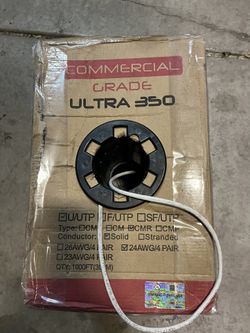 COMMERCIAL
GRADE
ULTRA 350
☑U/UTP ☐F/UTP ☐SF/UTP
Type: ☐CM ☑CMR ☐CMP
Conductor: ☑Solid ☐Stranded
☐26AWG/4 PAIR ☑24AWG/4 PAIR
☐23AWG/4 PAIR
QTY: 1000FT